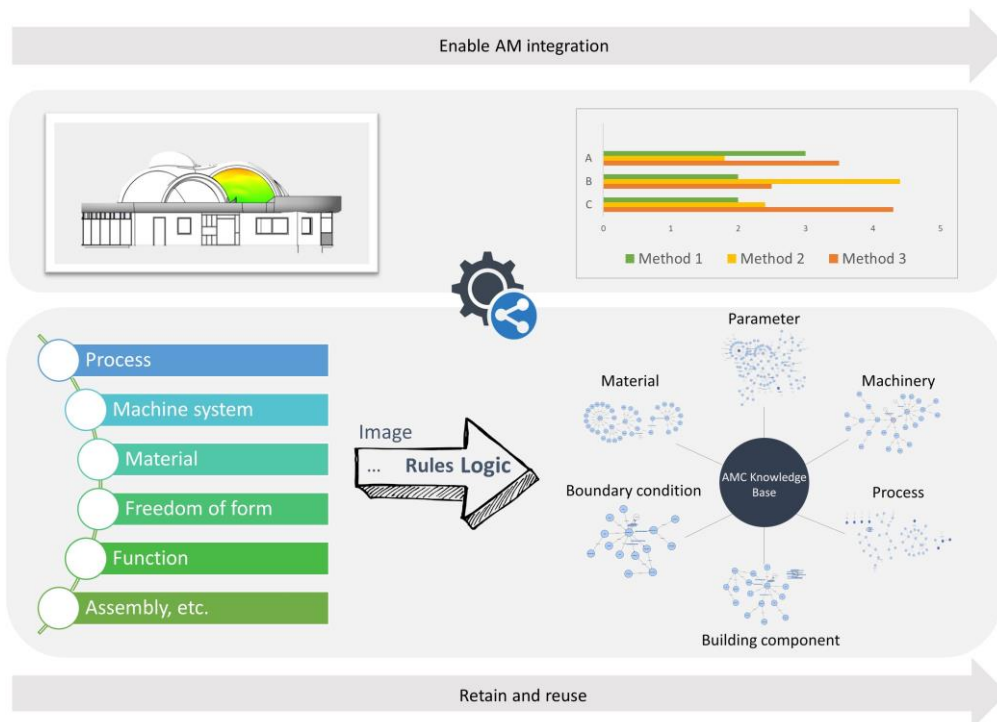 Enable AM integration
A
B
C
0 1 2 3 4 5
Method 1 Method 2 Method 3
Process
Machine system
Material
Freedom of form
Function
Assembly, etc.
Image
... Rules Logic
Parameter
Material
Machinery
AMC Knowledge
Base
Boundary condition
Process
Building component
Retain and reuse